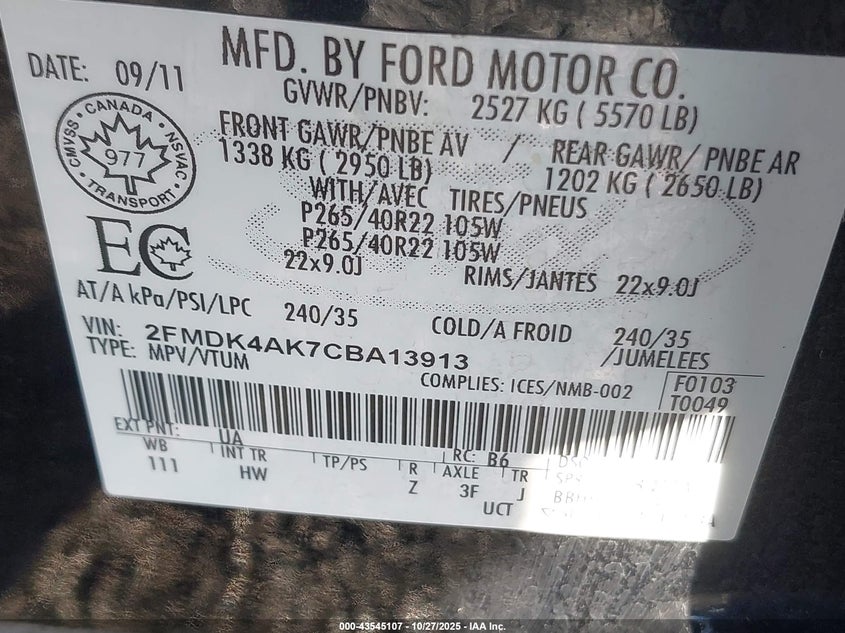 MFD. BY FORD MOTOR CO.
DATE: 09/11
GVWR/PNBV: 2527 KG ( 5570 LB)
CANADA
CMVSS · NSVAC
977
TRANSPORT
FRONT GAWR/PNBE AV / REAR GAWR/ PNBE AR
1338 KG ( 2950 LB) 1202 KG ( 2650 LB)
WITH/AVEC TIRES/PNEUS
P265/40R22 105W
P265/40R22 105W
22x9.0J RIMS/JANTES 22x9.0J
EC
AT/A kPa/PSI/LPC 240/35 COLD/A FROID 240/35
VIN: 2FMDK4AK7CBA13913 /JUMELEES
TYPE: MPV/VTUM
COMPLIES: ICES/NMB-002 F0103
T0049
EXT PNT: UA RC: B6
WB INT TR TP/PS R AXLE TR
111 HW Z 3F J
UCT
000-43545107 10/27/2025 IAA Inc.